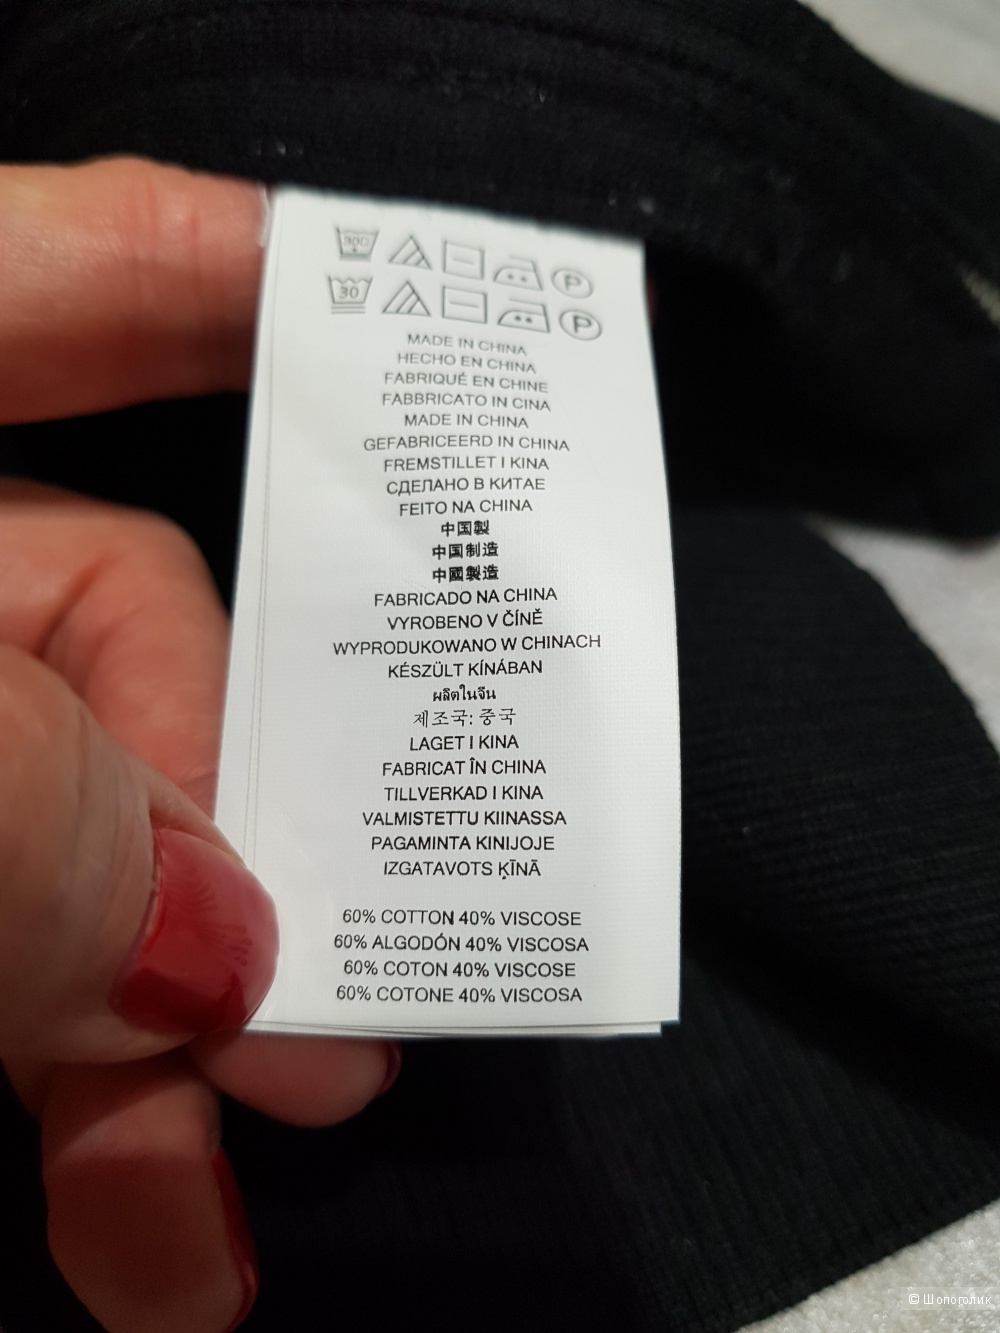 30
MADE IN CHINA
HECHO EN CHINA
FABRIQUÉ EN CHINE
FABBRICATO IN CINA
MADE IN CHINA
GEFABRICEERD IN CHINA
FREMSTILLET I KINA
СДЕЛАНО В КИТАЕ
FEITO NA CHINA
中国製
中国制造
中國製造
FABRICADO NA CHINA
VYROBENO V ČÍNĚ
WYPRODUKOWANO W CHINACH
KÉSZÜLT KÍNÁBAN
ผลิตในจีน
제조국: 중국
LAGET I KINA
FABRICAT ÎN CHINA
TILLVERKAD I KINA
VALMISTETTU KIINASSA
PAGAMINTA KINIJOJE
IZGATAVOTS ĶĪNĀ
60% COTTON 40% VISCOSE
60% ALGODÓN 40% VISCOSA
60% COTON 40% VISCOSE
60% COTONE 40% VISCOSA
P
P
© Шопоголик